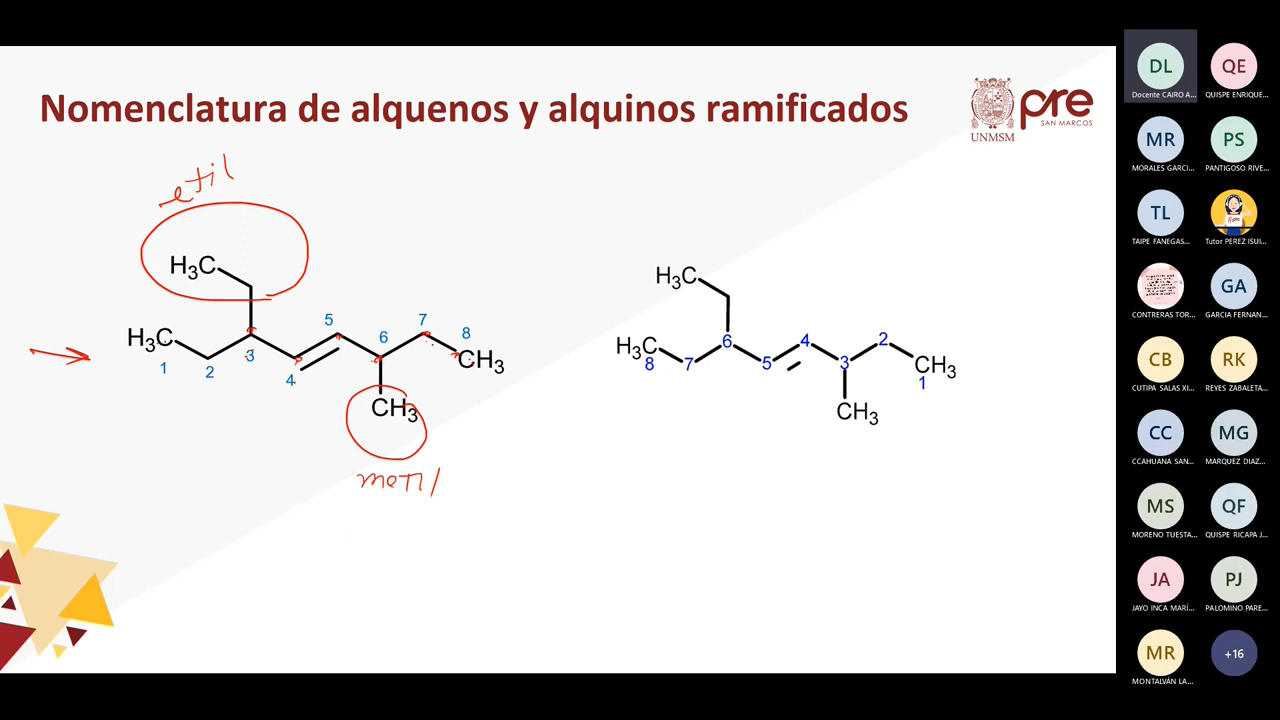 Nomenclatura de alquenos y alquinos ramificados
UNMSM
pre
SAN MARCOS
etil
H3C
H3C
1
2
3
4
5
6
7
8
CH3
CH3
metil
H3C
H3C
8
7
6
5
4
3
2
1
CH3
CH3
DL
Docente CAIRO A...
QE
QUISPE ENRIQUE...
MR
MORALES GARCI...
PS
PANTIGOSO RIVE...
TL
TAIPE FANEGAS...
Tutor PEREZ ISUI...
CONTRERAS TOR...
GA
GARCIA FERNAN...
CB
CUTIPA SALAS XI...
RK
REYES ZABALETA...
CC
CCAHUANA SAN...
MG
MARQUEZ DIAZ...
MS
MORENO TUESTA...
QF
QUISPE RICAPA J...
JA
JAYO INCA MARÍ...
PJ
PALOMINO PARE...
MR
MONTALVÁN LA...
+16